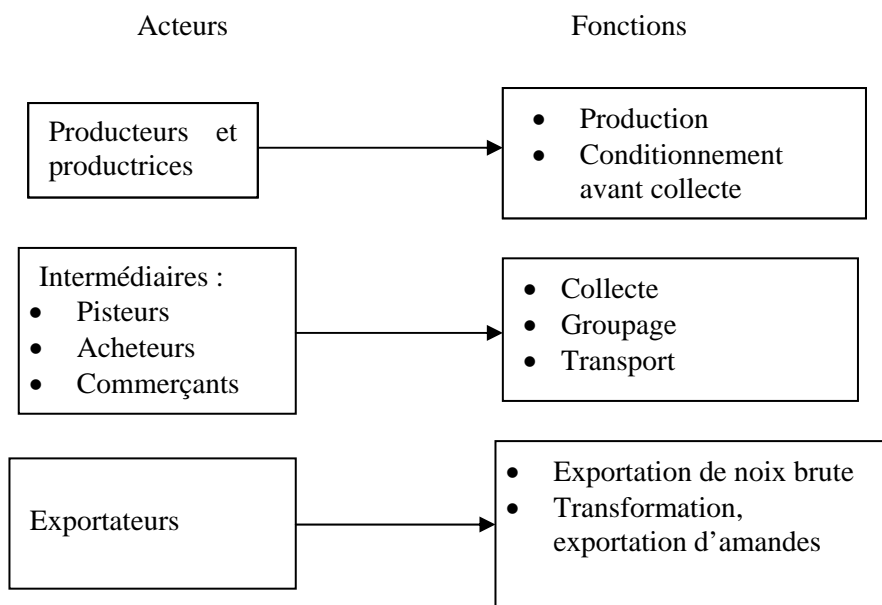 Acteurs
Fonctions
Producteurs et
productrices
• Production
• Conditionnement
avant collecte
Intermédiaires :
• Pisteurs
• Acheteurs
• Commerçants
• Collecte
• Groupage
• Transport
Exportateurs
• Exportation de noix brute
• Transformation,
exportation d’amandes